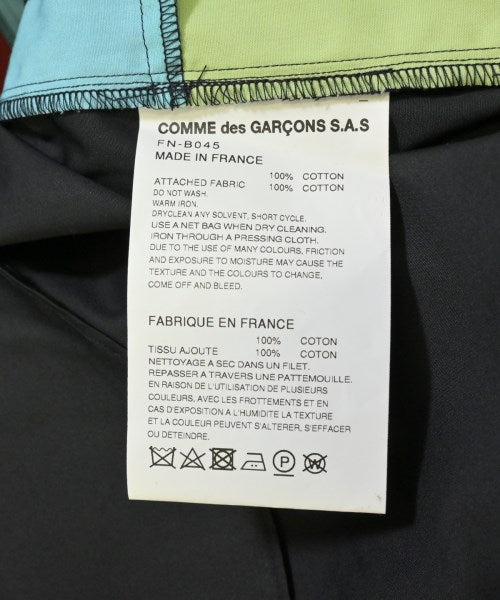 COMME des GARÇONS S.A.S
FN-B045
MADE IN FRANCE
100% COTTON
ATTACHED FABRIC 100% COTTON
DO NOT WASH.
WARM IRON.
DRYCLEAN ANY SOLVENT, SHORT CYCLE.
USE A NET BAG WHEN DRY CLEANING.
IRON THROUGH A PRESSING CLOTH.
DUE TO THE USE OF MANY COLOURS, FRICTION
AND EXPOSURE TO MOISTURE MAY CAUSE THE
TEXTURE AND THE COLOURS TO CHANGE,
COME OFF AND BLEED.
FABRIQUE EN FRANCE
100% COTON
TISSU AJOUTE 100% COTON
NETTOYAGE A SEC DANS UN FILET.
REPASSER A TRAVERS UNE PATTEMOUILLE.
EN RAISON DE L'UTILISATION DE PLUSIEURS
COULEURS, AVEC LES FROTTEMENTS ET EN
CAS D'EXPOSITION A L'HUMIDITE LA TEXTURE
ET LA COULEUR PEUVENT S'ALTERER, S'EFFACER
OU DETEINDRE.
P
W